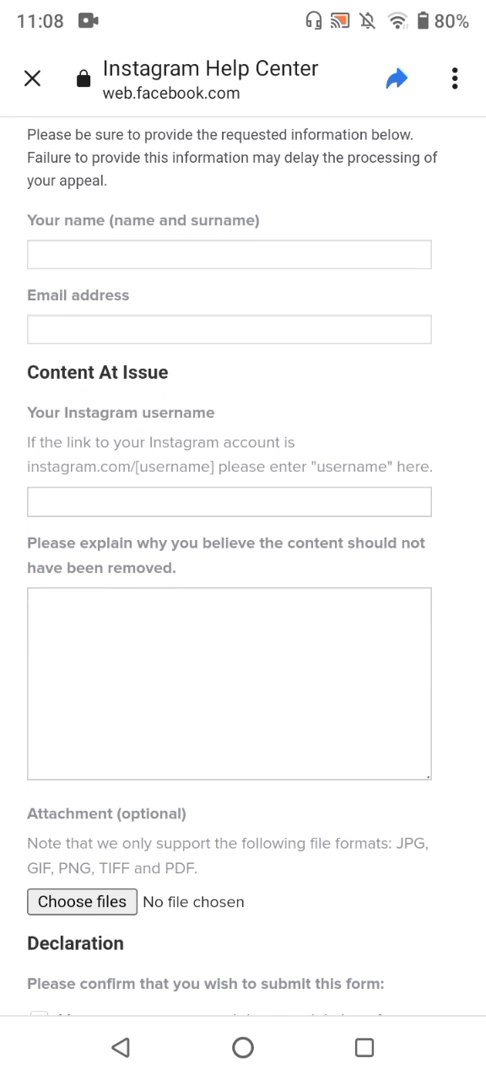 11:08
80%
Instagram Help Center
web.facebook.com
Please be sure to provide the requested information below.
Failure to provide this information may delay the processing of
your appeal.
Your name (name and surname)
Email address
Content At Issue
Your Instagram username
If the link to your Instagram account is
instagram.com/[username] please enter "username" here.
Please explain why you believe the content should not
have been removed.
Attachment (optional)
Note that we only support the following file formats: JPG,
GIF, PNG, TIFF and PDF.
Choose files No file chosen
Declaration
Please confirm that you wish to submit this form: